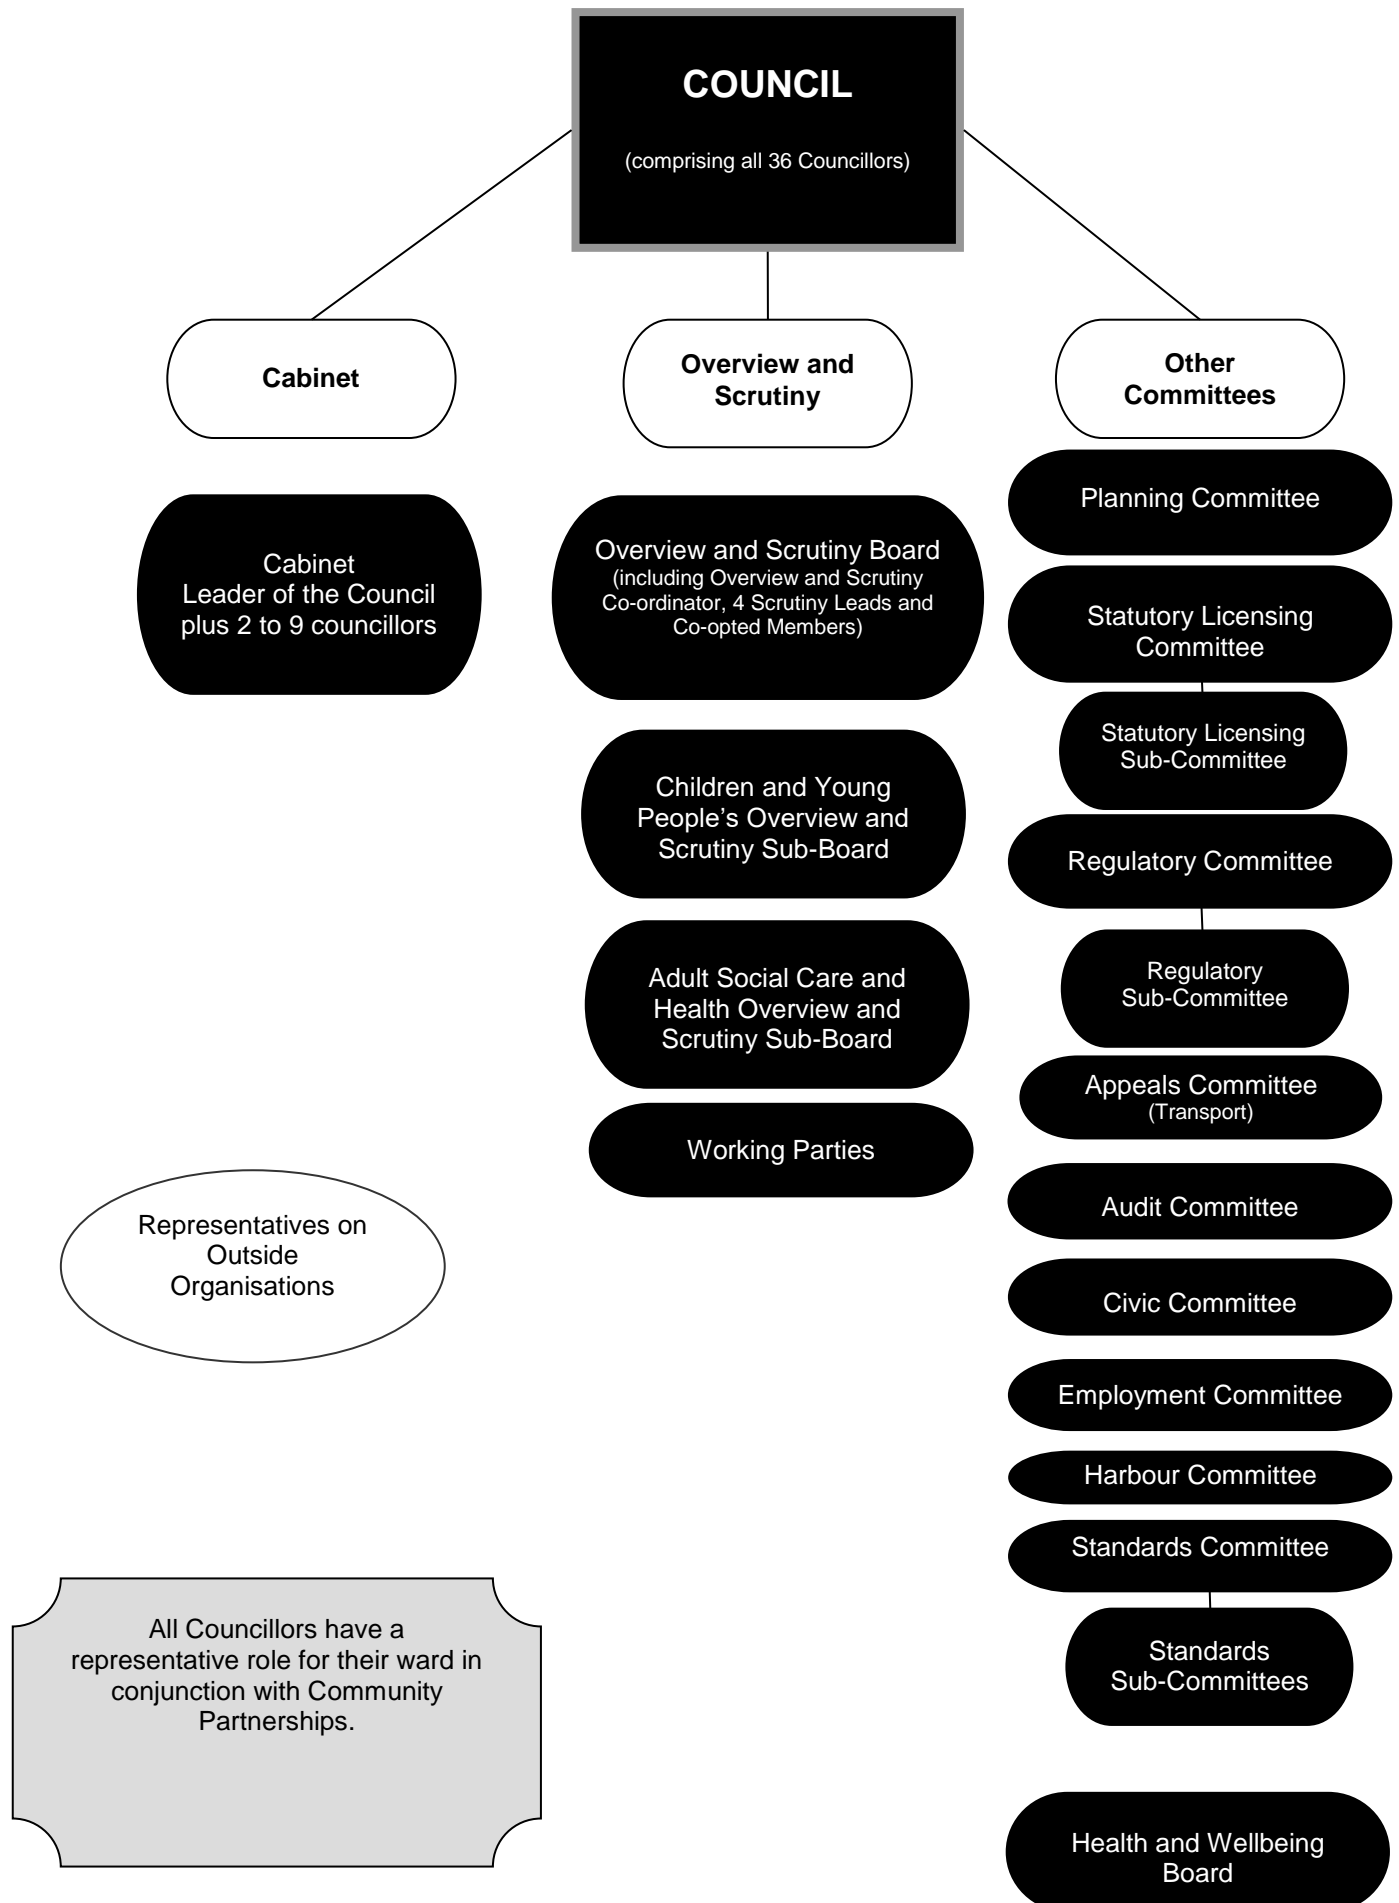 COUNCIL
(comprising all 36 Councillors)
Cabinet
Overview and
Scrutiny
Other
Committees
Cabinet
Leader of the Council
plus 2 to 9 councillors
Overview and Scrutiny Board
(including Overview and Scrutiny
Co-ordinator, 4 Scrutiny Leads and
Co-opted Members)
Children and Young
People’s Overview and
Scrutiny Sub-Board
Adult Social Care and
Health Overview and
Scrutiny Sub-Board
Working Parties
Planning Committee
Statutory Licensing
Committee
Statutory Licensing
Sub-Committee
Regulatory Committee
Regulatory
Sub-Committee
Appeals Committee
(Transport)
Audit Committee
Civic Committee
Employment Committee
Harbour Committee
Standards Committee
Standards
Sub-Committees
Health and Wellbeing
Board
Representatives on
Outside
Organisations
All Councillors have a
representative role for their ward in
conjunction with Community
Partnerships.